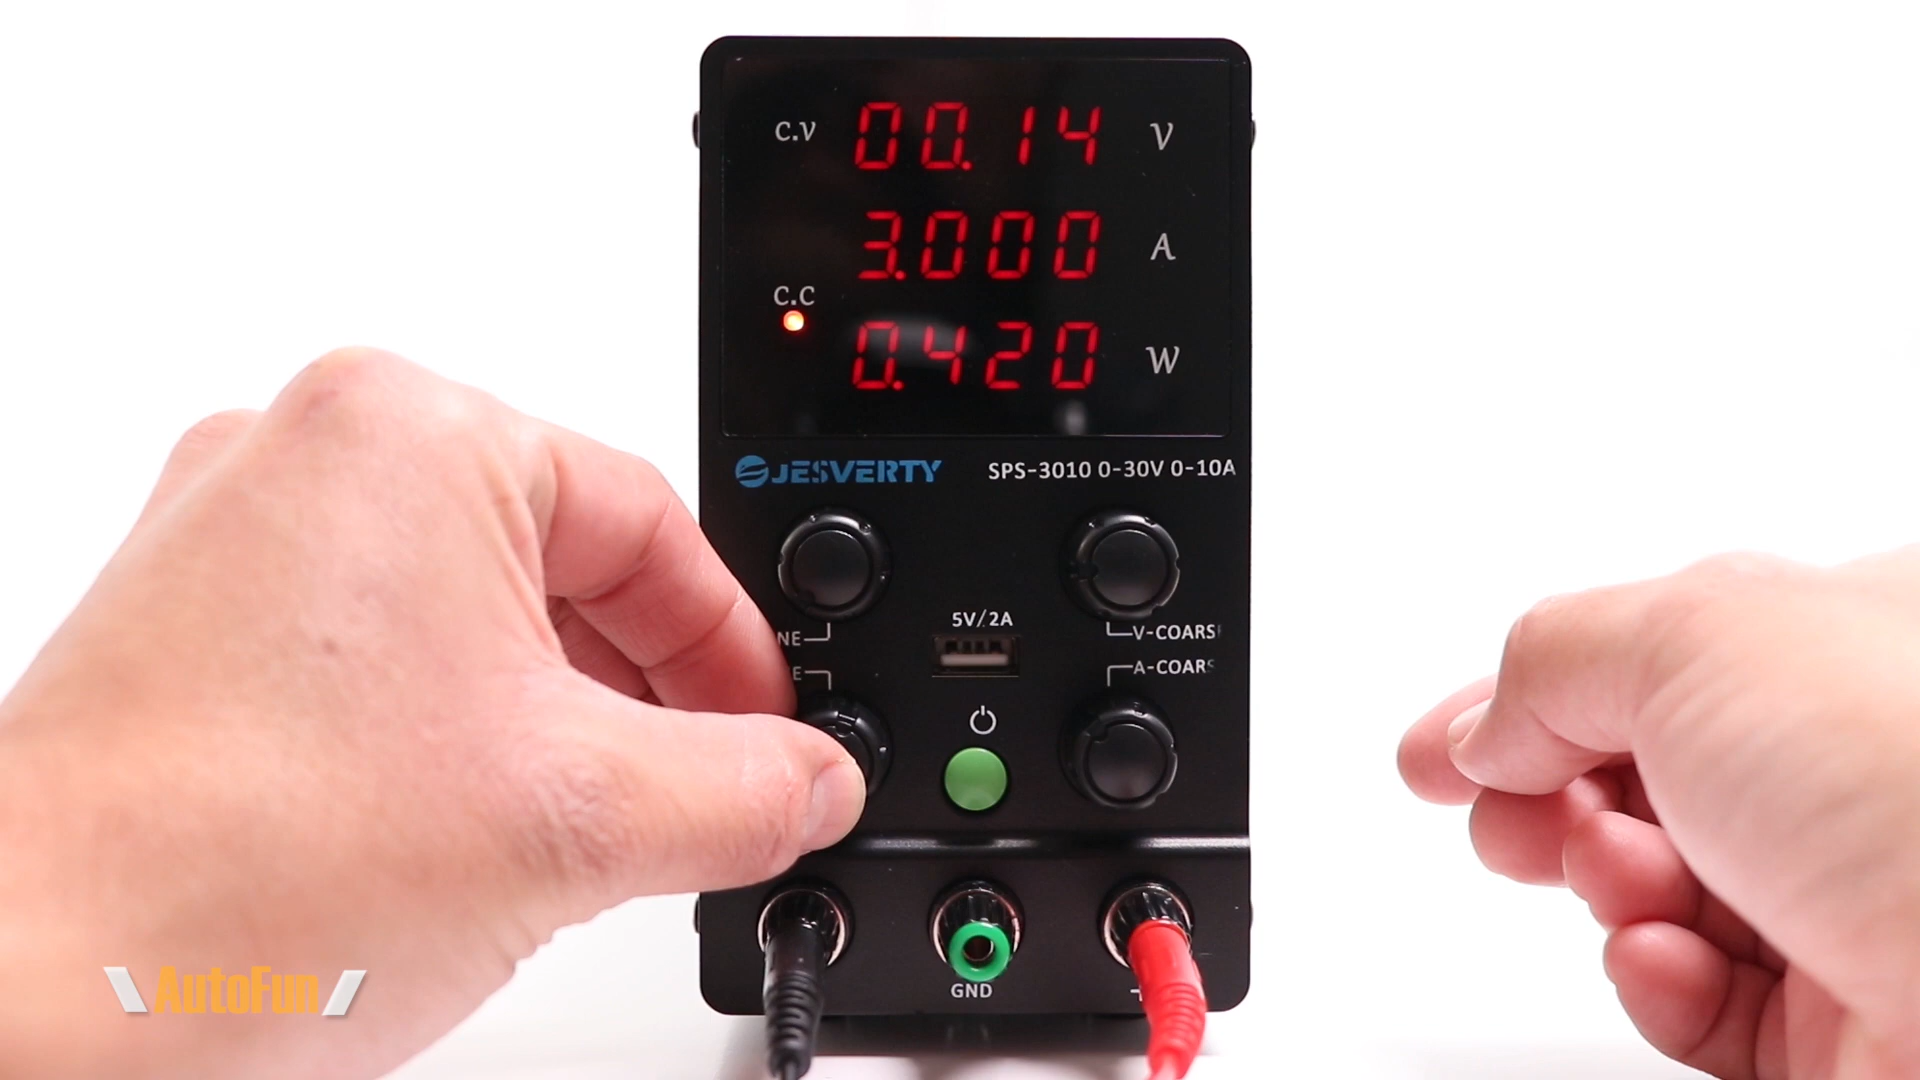 C.V 00.14 V
3.000 A
C.C
0.420 W
JESVERTY SPS-3010 0-30V 0-10A
5V/2A
NE V-COARS
E A-COARS
GND +
AutoFun